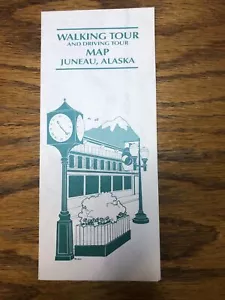 WALKING TOUR
AND DRIVING TOUR
MAP
JUNEAU, ALASKA